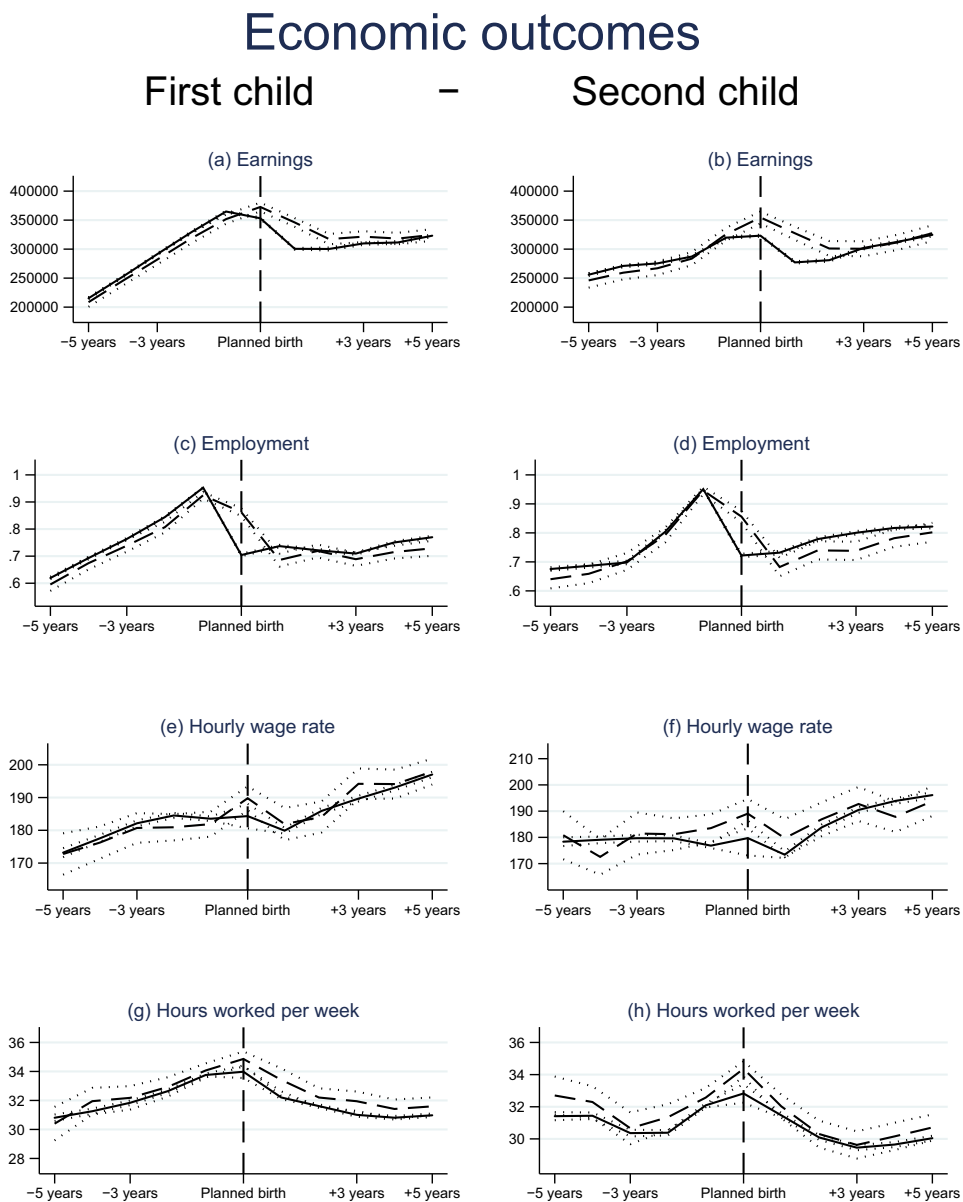 Economic outcomes
First child – Second child
(a) Earnings
400000
350000
300000
250000
200000
−5 years −3 years Planned birth +3 years +5 years
(b) Earnings
400000
350000
300000
250000
200000
−5 years −3 years Planned birth +3 years +5 years
(c) Employment
1
.9
.8
.7
.6
−5 years −3 years Planned birth +3 years +5 years
(d) Employment
1
.9
.8
.7
.6
−5 years −3 years Planned birth +3 years +5 years
(e) Hourly wage rate
200
190
180
170
−5 years −3 years Planned birth +3 years +5 years
(f) Hourly wage rate
210
200
190
180
170
−5 years −3 years Planned birth +3 years +5 years
(g) Hours worked per week
36
34
32
30
28
−5 years −3 years Planned birth +3 years +5 years
(h) Hours worked per week
36
34
32
30
−5 years −3 years Planned birth +3 years +5 years